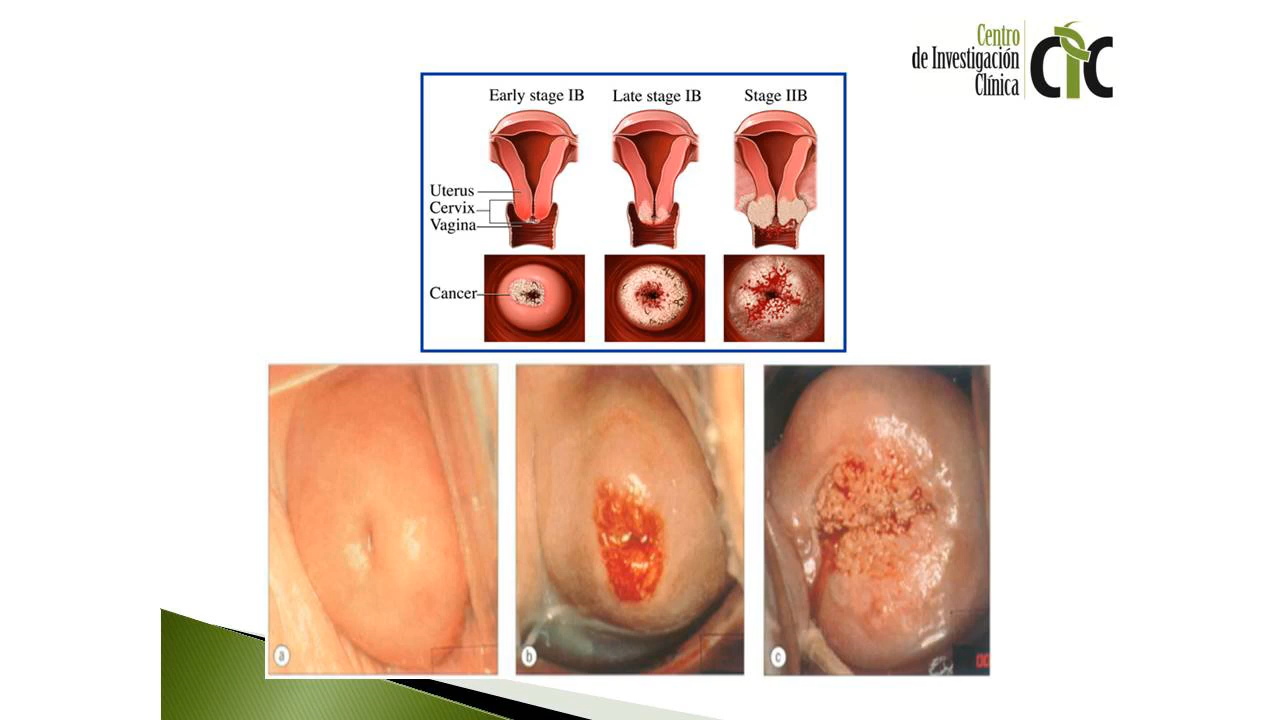 Centro
de Investigación
Clínica
CIC
Early stage IB
Late stage IB
Stage IIB
Uterus
Cervix
Vagina
Cancer
a
b
c